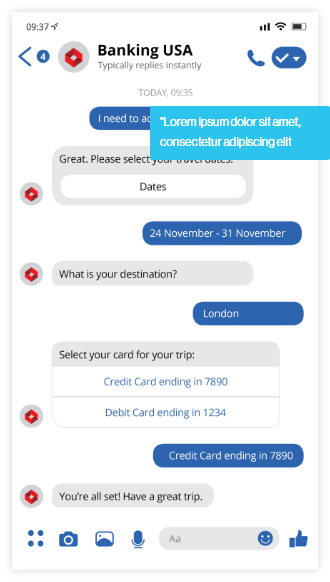 09:37
4
Banking USA
Typically replies instantly
TODAY, 09:35
I need to
"Lorem ipsum dolor sit amet,
consectetur adipiscing elit
Great. Please select your travel dates.
Dates
24 November - 31 November
What is your destination?
London
Select your card for your trip:
Credit Card ending in 7890
Debit Card ending in 1234
Credit Card ending in 7890
You're all set! Have a great trip.
Aa